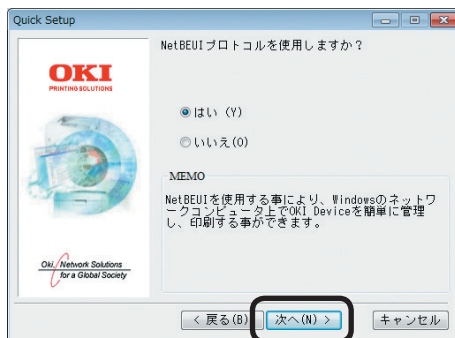 Quick Setup
NetBEUIプロトコルを使用しますか?
OKI
PRINTING SOLUTIONS
はい (Y)
いいえ(O)
MEMO
NetBEUIを使用する事により、Windowsのネットワ
ークコンピュータ上でOKI Deviceを簡単に管理
し、印刷する事ができます。
Oki, Network Solutions
for a Global Society
< 戻る(B)
次へ(N) >
キャンセル